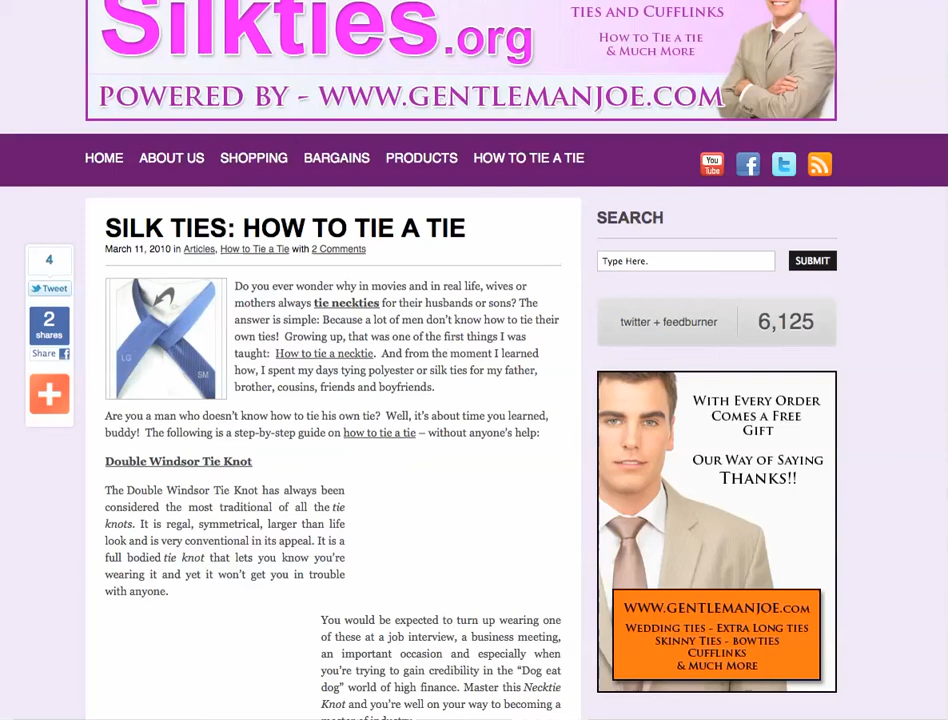 Silkties.org
TIES AND CUFFLINKS
HOW TO TIE A TIE
& MUCH MORE
POWERED BY - WWW.GENTLEMANJOE.COM
HOME ABOUT US SHOPPING BARGAINS PRODUCTS HOW TO TIE A TIE
You
Tube
SILK TIES: HOW TO TIE A TIE
March 11, 2010 in Articles, How to Tie a Tie with 2 Comments
4
Tweet
2
shares
Share
LG
SM
Do you ever wonder why in movies and in real life, wives or
mothers always tie neckties for their husbands or sons? The
answer is simple: Because a lot of men don't know how to tie their
own ties! Growing up, that was one of the first things I was
taught: How to tie a necktie. And from the moment I learned
how, I spent my days tying polyester or silk ties for my father,
brother, cousins, friends and boyfriends.
Are you a man who doesn't know how to tie his own tie? Well, it's about time you learned,
buddy! The following is a step-by-step guide on how to tie a tie – without anyone's help:
Double Windsor Tie Knot
The Double Windsor Tie Knot has always been
considered the most traditional of all the tie
knots. It is regal, symmetrical, larger than life
look and is very conventional in its appeal. It is a
full bodied tie knot that lets you know you're
wearing it and yet it won't get you in trouble
with anyone.
You would be expected to turn up wearing one
of these at a job interview, a business meeting,
an important occasion and especially when
you're trying to gain credibility in the "Dog eat
dog" world of high finance. Master this Necktie
Knot and you're well on your way to becoming a
master of industry.
SEARCH
Type Here.
SUBMIT
twitter + feedburner 6,125
WITH EVERY ORDER
COMES A FREE
GIFT
OUR WAY OF SAYING
THANKS!!
WWW.GENTLEMANJOE.COM
WEDDING TIES - EXTRA LONG TIES
SKINNY TIES - BOWTIES
CUFFLINKS
& MUCH MORE